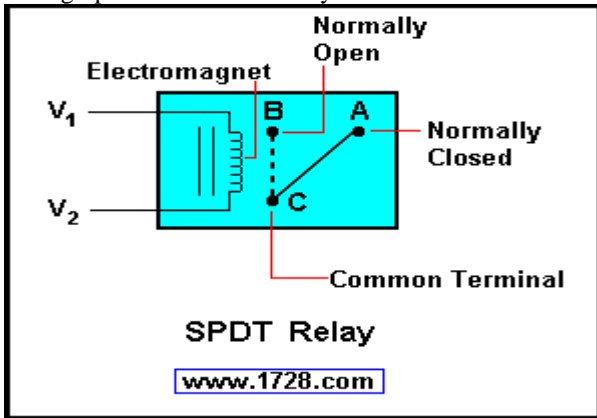 Normally
Open
Electromagnet
V1
B
A
Normally
Closed
V2
C
Common Terminal
SPDT Relay
www.1728.com